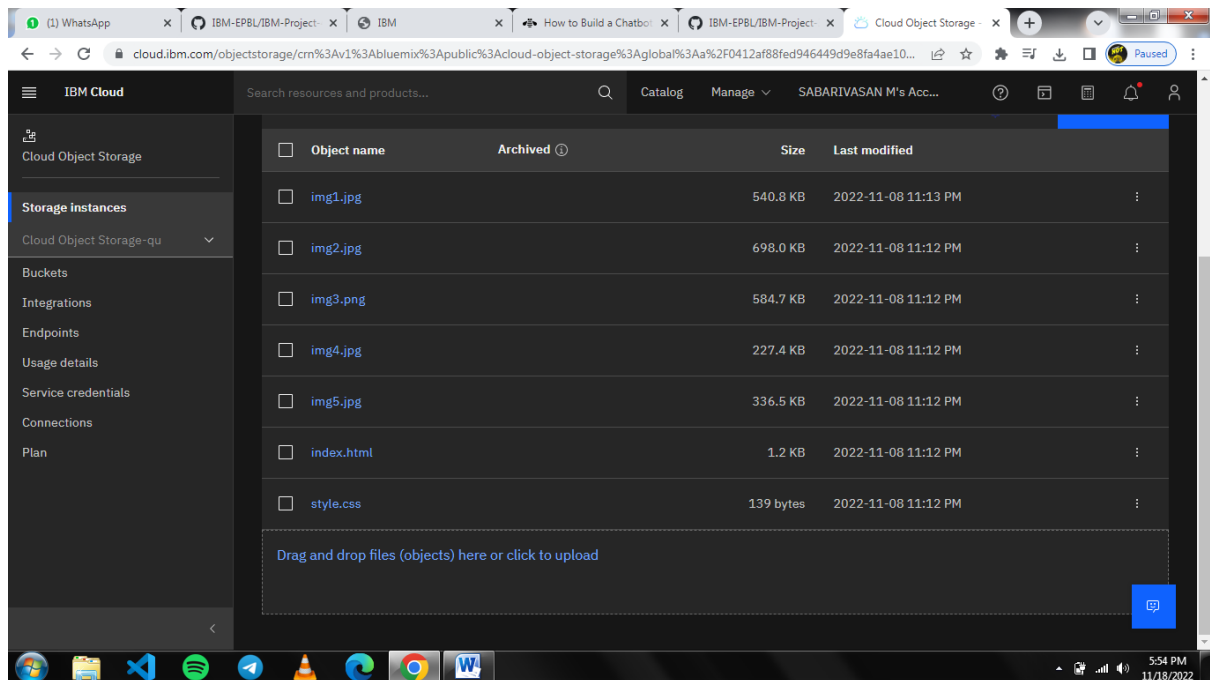 (1) WhatsApp
IBM-EPBL/IBM-Project-
IBM
How to Build a Chatbot
IBM-EPBL/IBM-Project-
Cloud Object Storage -
cloud.ibm.com/objectstorage/crn%3Av1%3Abluemix%3Apublic%3Acloud-object-storage%3Aglobal%3Aa%2F0412af88fed946449d9e8fa4ae10...
Paused
IBM Cloud
Search resources and products...
Catalog
Manage
SABARIVASAN M's Acc...
Cloud Object Storage
Storage instances
Cloud Object Storage-qu
Buckets
Integrations
Endpoints
Usage details
Service credentials
Connections
Plan
Object name Archived Size Last modified
img1.jpg 540.8 KB 2022-11-08 11:13 PM
img2.jpg 698.0 KB 2022-11-08 11:12 PM
img3.png 584.7 KB 2022-11-08 11:12 PM
img4.jpg 227.4 KB 2022-11-08 11:12 PM
img5.jpg 336.5 KB 2022-11-08 11:12 PM
index.html 1.2 KB 2022-11-08 11:12 PM
style.css 139 bytes 2022-11-08 11:12 PM
Drag and drop files (objects) here or click to upload
5:54 PM
11/18/2022